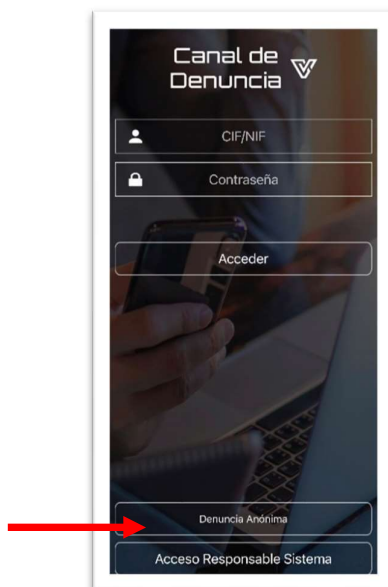 Canal de
Denuncia
CIF/NIF
Contraseña
Acceder
Denuncia Anónima
Acceso Responsable Sistema